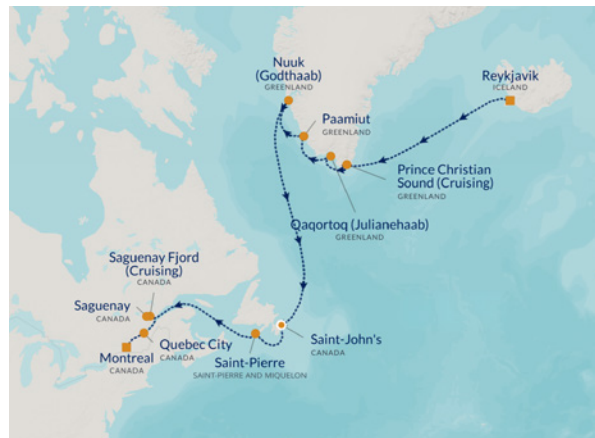 Nuuk
(Godthaab)
GREENLAND
Reykjavik
ICELAND
Paamiut
GREENLAND
Prince Christian
Sound (Cruising)
GREENLAND
Qaqortoq (Julianehaab)
GREENLAND
Saguenay Fjord
(Cruising)
CANADA
Saguenay
CANADA
Quebec City
CANADA
Montreal
CANADA
Saint-John's
CANADA
Saint-Pierre
SAINT-PIERRE AND MIQUELON